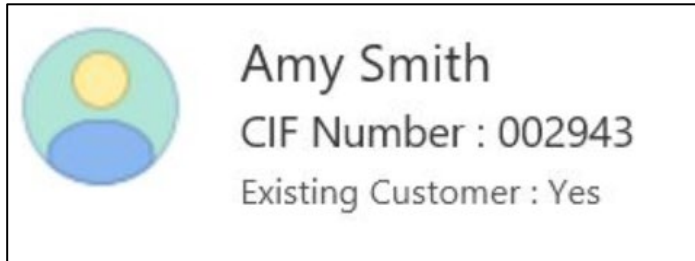 Amy Smith
CIF Number : 002943
Existing Customer : Yes